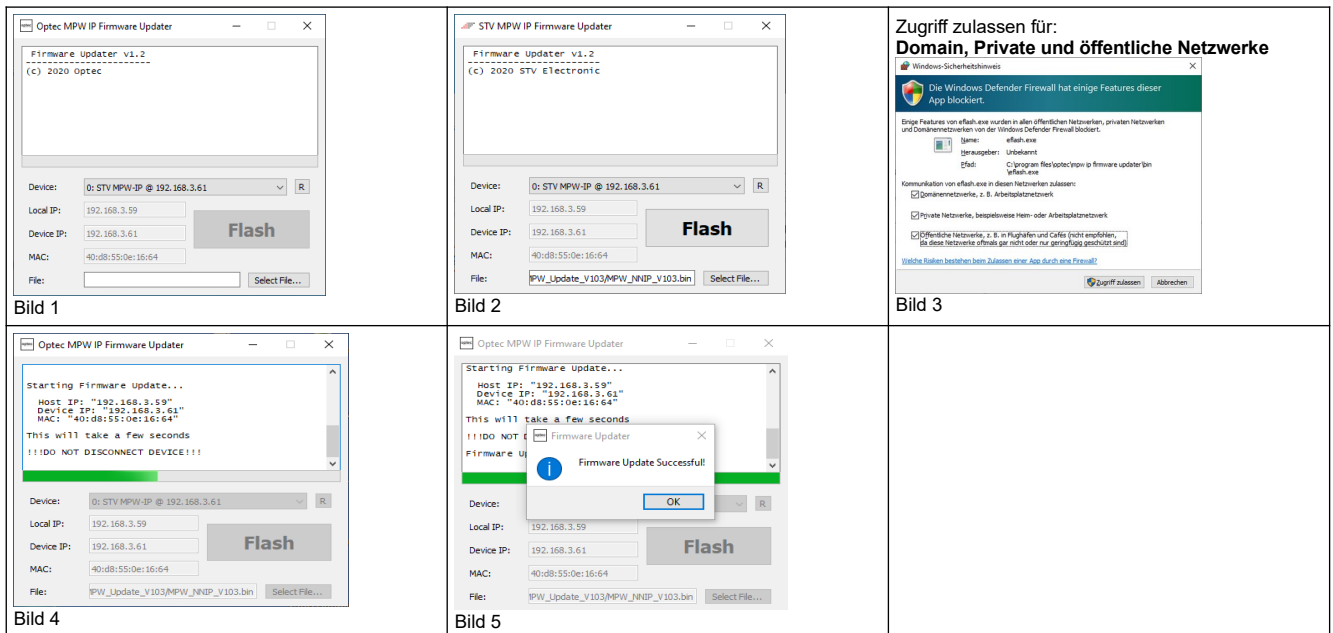 Optec MPW IP Firmware Updater
Firmware Updater v1.2
---------------------
(c) 2020 Optec
Device: 0: STV MPW-IP @ 192.168.3.61 R
Local IP: 192.168.3.59
Device IP: 192.168.3.61
Flash
MAC: 40:d8:55:0e:16:64
File: Select File...
Bild 1
STV MPW IP Firmware Updater
Firmware Updater v1.2
---------------------
(c) 2020 STV Electronic
Device: 0: STV MPW-IP @ 192.168.3.61 R
Local IP: 192.168.3.59
Device IP: 192.168.3.61
Flash
MAC: 40:d8:55:0e:16:64
File: MPW_Update_V103/MPW_NNIP_V103.bin Select File...
Bild 2
Zugriff zulassen für:
Domain, Private und öffentliche Netzwerke
Windows-Sicherheitshinweis
Die Windows Defender Firewall hat einige Features dieser
App blockiert.
Einige Features von eflash.exe wurden in allen öffentlichen Netzwerken, privaten Netzwerken
und Domänennetzwerken von der Windows Defender Firewall blockiert.
Name: eflash.exe
Herausgeber: Unbekannt
Pfad: C:\program files\optec\mpw ip firmware updater\bin
\eflash.exe
Kommunikation von eflash.exe in diesen Netzwerken zulassen:
Domänennetzwerke, z. B. Arbeitsplatznetzwerk
Private Netzwerke, beispielsweise Heim- oder Arbeitsplatznetzwerk
Öffentliche Netzwerke, z. B. in Flughäfen und Cafés (nicht empfohlen,
da diese Netzwerke oftmals gar nicht oder nur geringfügig geschützt sind)
Welche Risiken bestehen beim Zulassen einer App durch eine Firewall?
Zugriff zulassen Abbrechen
Bild 3
Optec MPW IP Firmware Updater
Starting Firmware Update...
Host IP: "192.168.3.59"
Device IP: "192.168.3.61"
MAC: "40:d8:55:0e:16:64"
This will take a few seconds
!!!DO NOT DISCONNECT DEVICE!!!
Device: 0: STV MPW-IP @ 192.168.3.61 R
Local IP: 192.168.3.59
Device IP: 192.168.3.61
Flash
MAC: 40:d8:55:0e:16:64
File: MPW_Update_V103/MPW_NNIP_V103.bin Select File...
Bild 4
Optec MPW IP Firmware Updater
Starting Firmware Update...
Host IP: "192.168.3.59"
Device IP: "192.168.3.61"
MAC: "40:d8:55:0e:16:64"
This will take a few seconds
!!!DO NOT
Firmware
Firmware Updater
Firmware Update Successful!
OK
Device: R
Local IP: 192.168.3.59
Device IP: 192.168.3.61
Flash
MAC: 40:d8:55:0e:16:64
File: MPW_Update_V103/MPW_NNIP_V103.bin Select File...
Bild 5